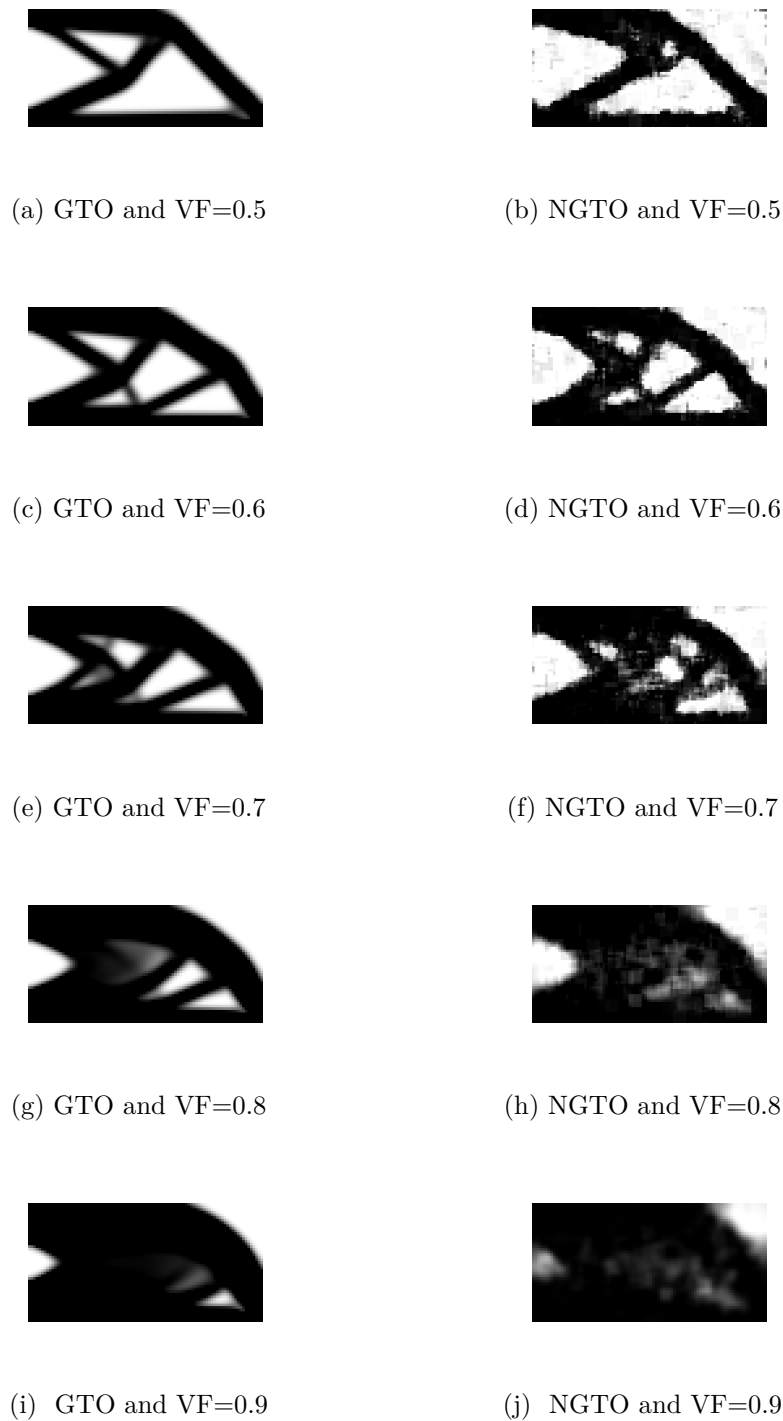 (a) GTO and VF=0.5
(b) NGTO and VF=0.5
(c) GTO and VF=0.6
(d) NGTO and VF=0.6
(e) GTO and VF=0.7
(f) NGTO and VF=0.7
(g) GTO and VF=0.8
(h) NGTO and VF=0.8
(i) GTO and VF=0.9
(j) NGTO and VF=0.9